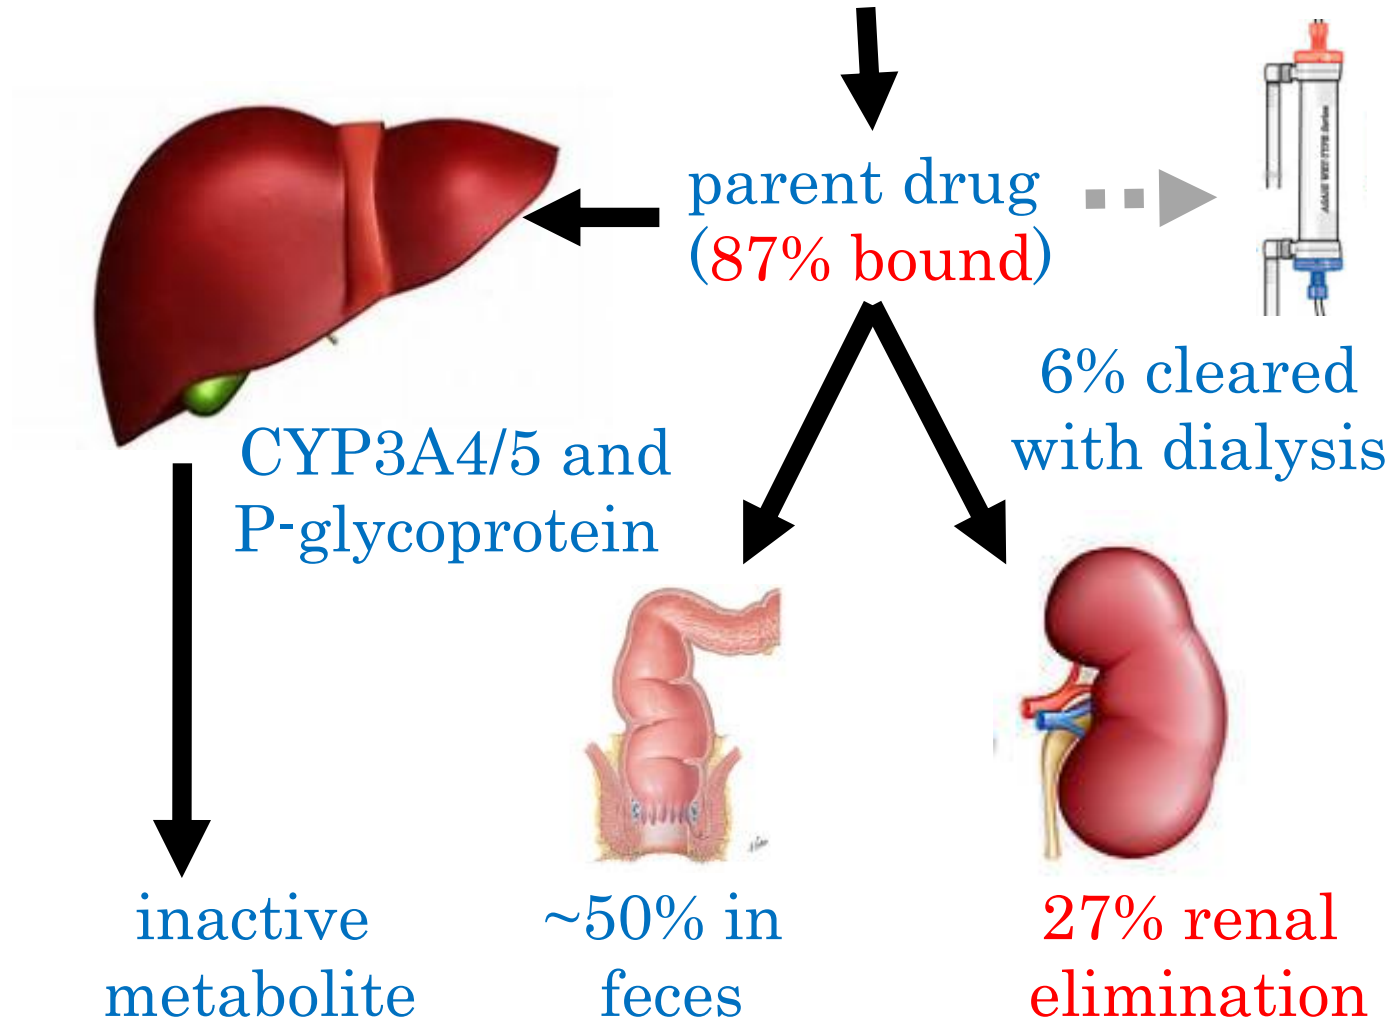 parent drug
(87% bound)
6% cleared
with dialysis
CYP3A4/5 and
P-glycoprotein
inactive
metabolite
~50% in
feces
27% renal
elimination